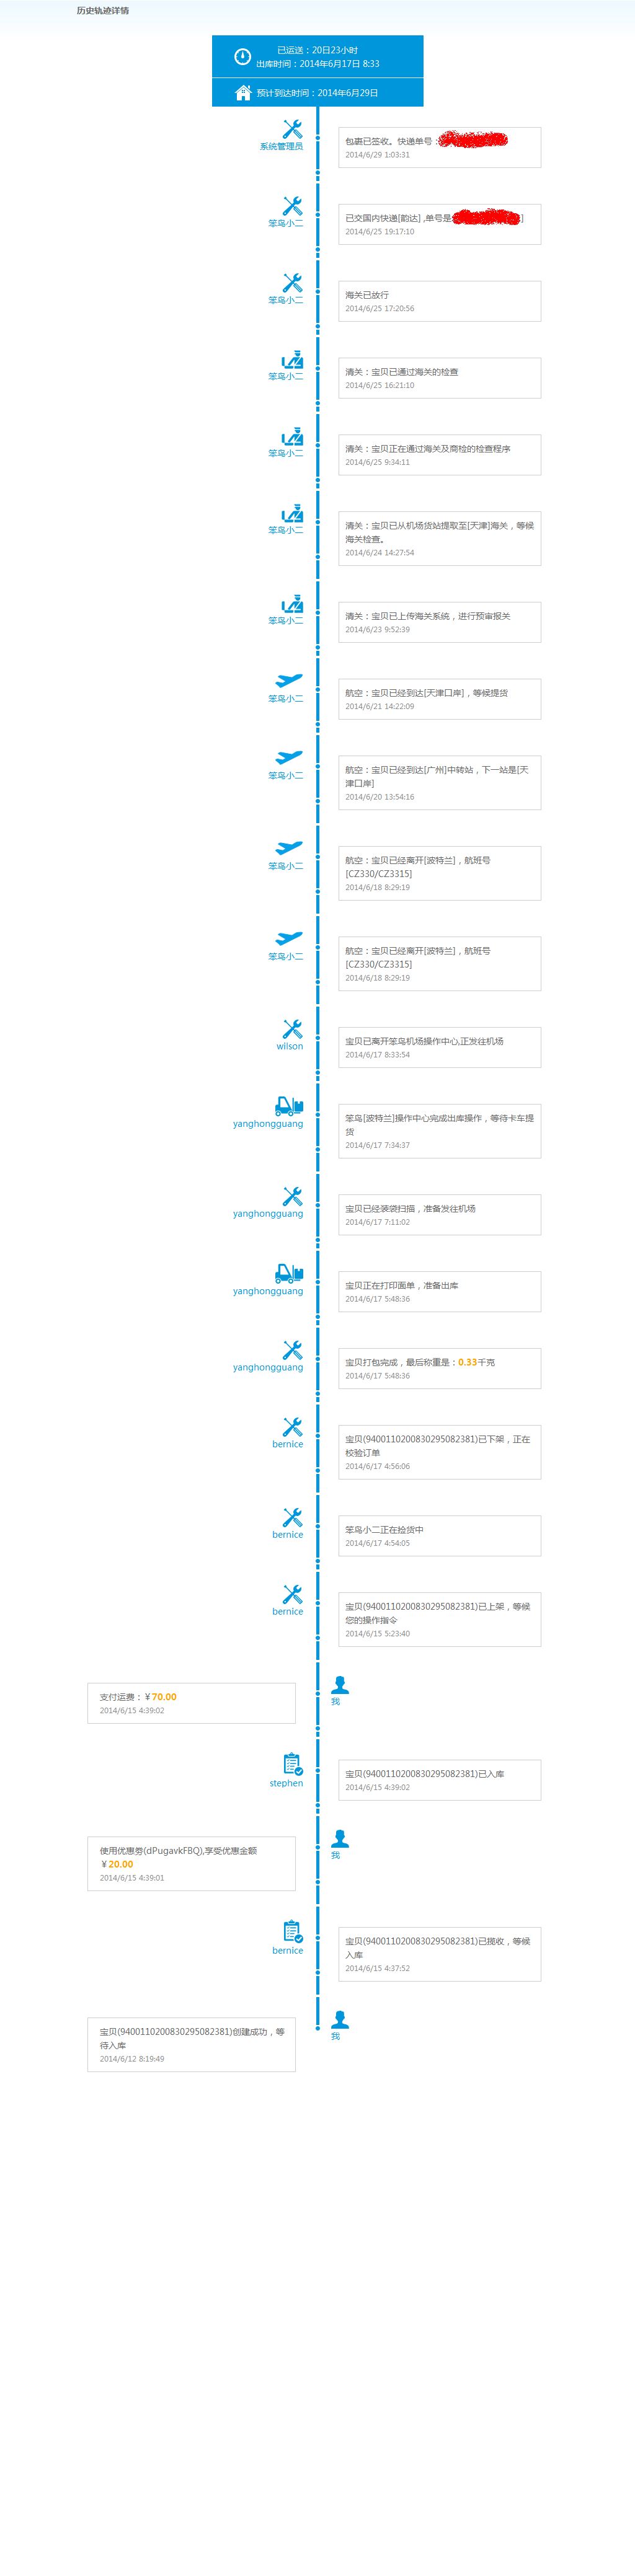 历史轨迹详情
已运送：20日23小时
出库时间：2014年6月17日 8:33
预计到达时间：2014年6月29日
系统管理员
包裹已签收。快递单号：
2014/6/29 1:03:31
笨鸟小二
已交国内快递[韵达] ,单号是
]
2014/6/25 19:17:10
笨鸟小二
海关已放行
2014/6/25 17:20:56
笨鸟小二
清关：宝贝已通过海关的检查
2014/6/25 16:21:10
笨鸟小二
清关：宝贝正在通过海关及商检的检查程序
2014/6/25 9:34:11
笨鸟小二
清关：宝贝已从机场货站提取至[天津]海关，等候
海关检查。
2014/6/24 14:27:54
笨鸟小二
清关：宝贝已上传海关系统，进行预审报关
2014/6/23 9:52:39
笨鸟小二
航空：宝贝已经到达[天津口岸]，等候提货
2014/6/21 14:22:09
笨鸟小二
航空：宝贝已经到达[广州]中转站，下一站是[天
津口岸]
2014/6/20 13:54:16
笨鸟小二
航空：宝贝已经离开[波特兰]，航班号
[CZ330/CZ3315]
2014/6/18 8:29:19
笨鸟小二
航空：宝贝已经离开[波特兰]，航班号
[CZ330/CZ3315]
2014/6/18 8:29:19
wilson
宝贝已离开笨鸟机场操作中心,正发往机场
2014/6/17 8:33:54
yanghongguang
笨鸟[波特兰]操作中心完成出库操作，等待卡车提
货
2014/6/17 7:34:37
yanghongguang
宝贝已经装袋扫描，准备发往机场
2014/6/17 7:11:02
yanghongguang
宝贝正在打印面单，准备出库
2014/6/17 5:48:36
yanghongguang
宝贝打包完成，最后称重是：0.33千克
2014/6/17 5:48:36
bernice
宝贝(9400110200830295082381)已下架，正在
校验订单
2014/6/17 4:56:06
bernice
笨鸟小二正在捡货中
2014/6/17 4:54:05
bernice
宝贝(9400110200830295082381)已上架，等候
您的操作指令
2014/6/15 5:23:40
我
支付运费：￥70.00
2014/6/15 4:39:02
stephen
宝贝(9400110200830295082381)已入库
2014/6/15 4:39:02
我
使用优惠劵(dPugavkFBQ),享受优惠金额
￥20.00
2014/6/15 4:39:01
bernice
宝贝(9400110200830295082381)已揽收，等候
入库
2014/6/15 4:37:52
我
宝贝(9400110200830295082381)创建成功，等
待入库
2014/6/12 8:19:49